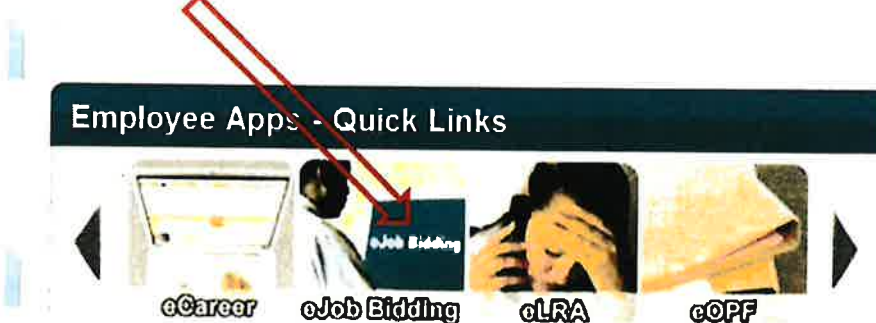 Employee Apps - Quick Links
eJob Bidding
eCareer
eJob Bidding
eLRA
eOPF